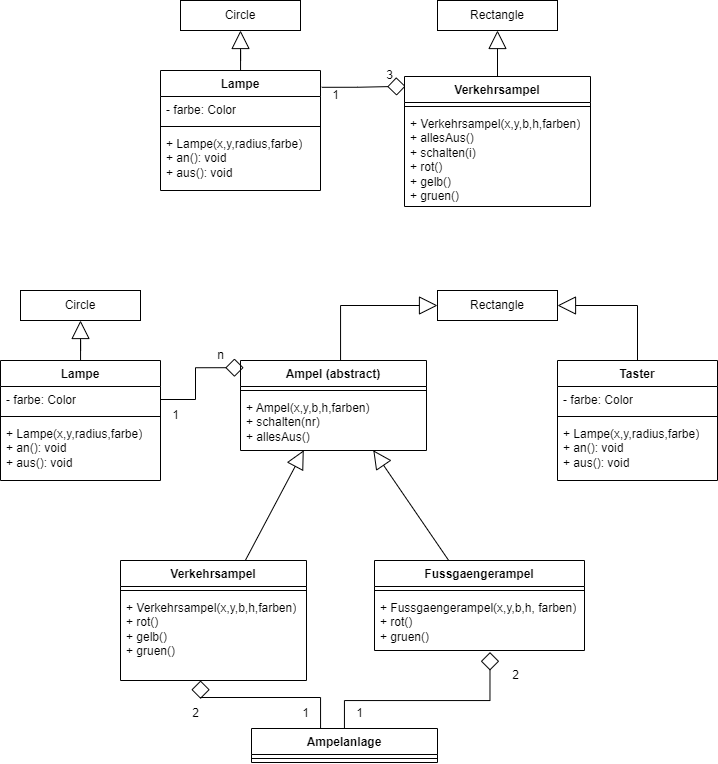 Circle
Rectangle
Lampe
- farbe: Color
+ Lampe(x,y,radius,farbe)
+ an(): void
+ aus(): void
1
3
Verkehrsampel
+ Verkehrsampel(x,y,b,h,farben)
+ allesAus()
+ schalten(i)
+ rot()
+ gelb()
+ gruen()
Circle
Rectangle
Lampe
- farbe: Color
+ Lampe(x,y,radius,farbe)
+ an(): void
+ aus(): void
1
n
Ampel (abstract)
+ Ampel(x,y,b,h,farben)
+ schalten(nr)
+ allesAus()
Taster
- farbe: Color
+ Lampe(x,y,radius,farbe)
+ an(): void
+ aus(): void
Verkehrsampel
+ Verkehrsampel(x,y,b,h,farben)
+ rot()
+ gelb()
+ gruen()
Fussgaengerampel
+ Fussgaengerampel(x,y,b,h, farben)
+ rot()
+ gruen()
2
1
1
2
Ampelanlage